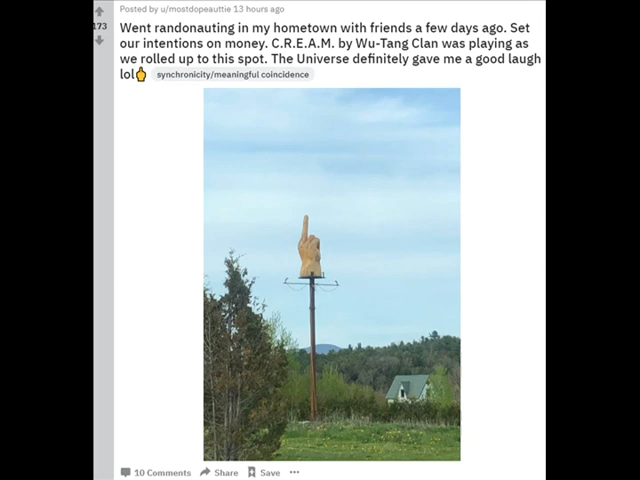 Posted by u/mostdopeauttie 13 hours ago
173
Went randonauting in my hometown with friends a few days ago. Set
our intentions on money. C.R.E.A.M. by Wu-Tang Clan was playing as
we rolled up to this spot. The Universe definitely gave me a good laugh
lol🖕 synchronicity/meaningful coincidence
10 Comments Share Save ...